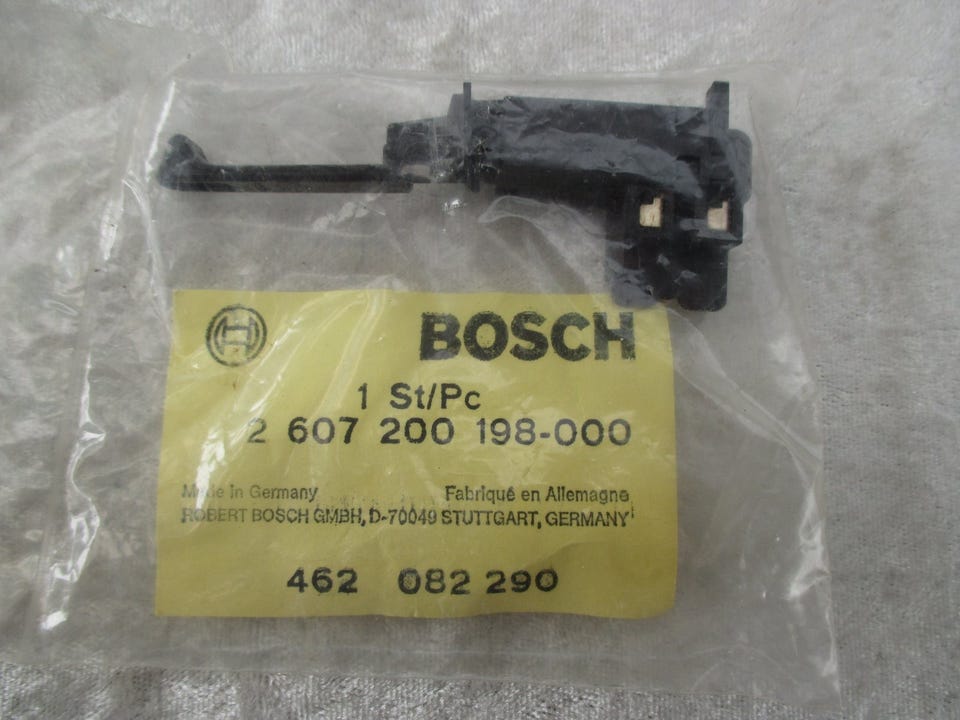 BOSCH
1 St/Pc
2 607 200 198-000
Made in Germany Fabriqué en Allemagne
ROBERT BOSCH GMBH, D-70049 STUTTGART, GERMANY
462 082 290